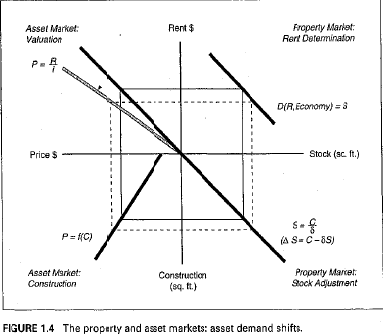 Asset Market:
Valuation
Rent $
Property Market:
Rent Determination
P = R/i
D(R, Economy) = S
Price $
Stock (sc. ft.)
P = f(C)
S = C/δ
(Δ S = C – δS)
Asset Market:
Construction
Construction
(sq. ft.)
Property Market:
Stock Adjustment
FIGURE 1.4 The property and asset markets: asset demand shifts.